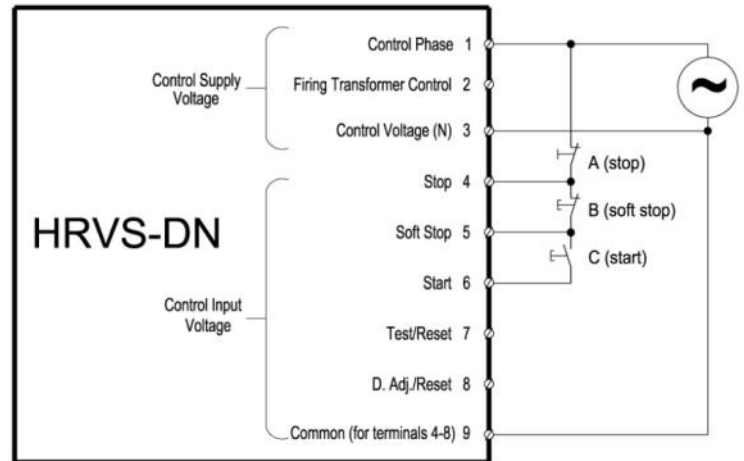 Control Phase 1
Control Supply
Voltage
Firing Transformer Control 2
Control Voltage (N) 3
A (stop)
Stop 4
B (soft stop)
HRVS-DN
Soft Stop 5
C (start)
Start 6
Control Input
Voltage
Test/Reset 7
D. Adj./Reset 8
Common (for terminals 4-8) 9